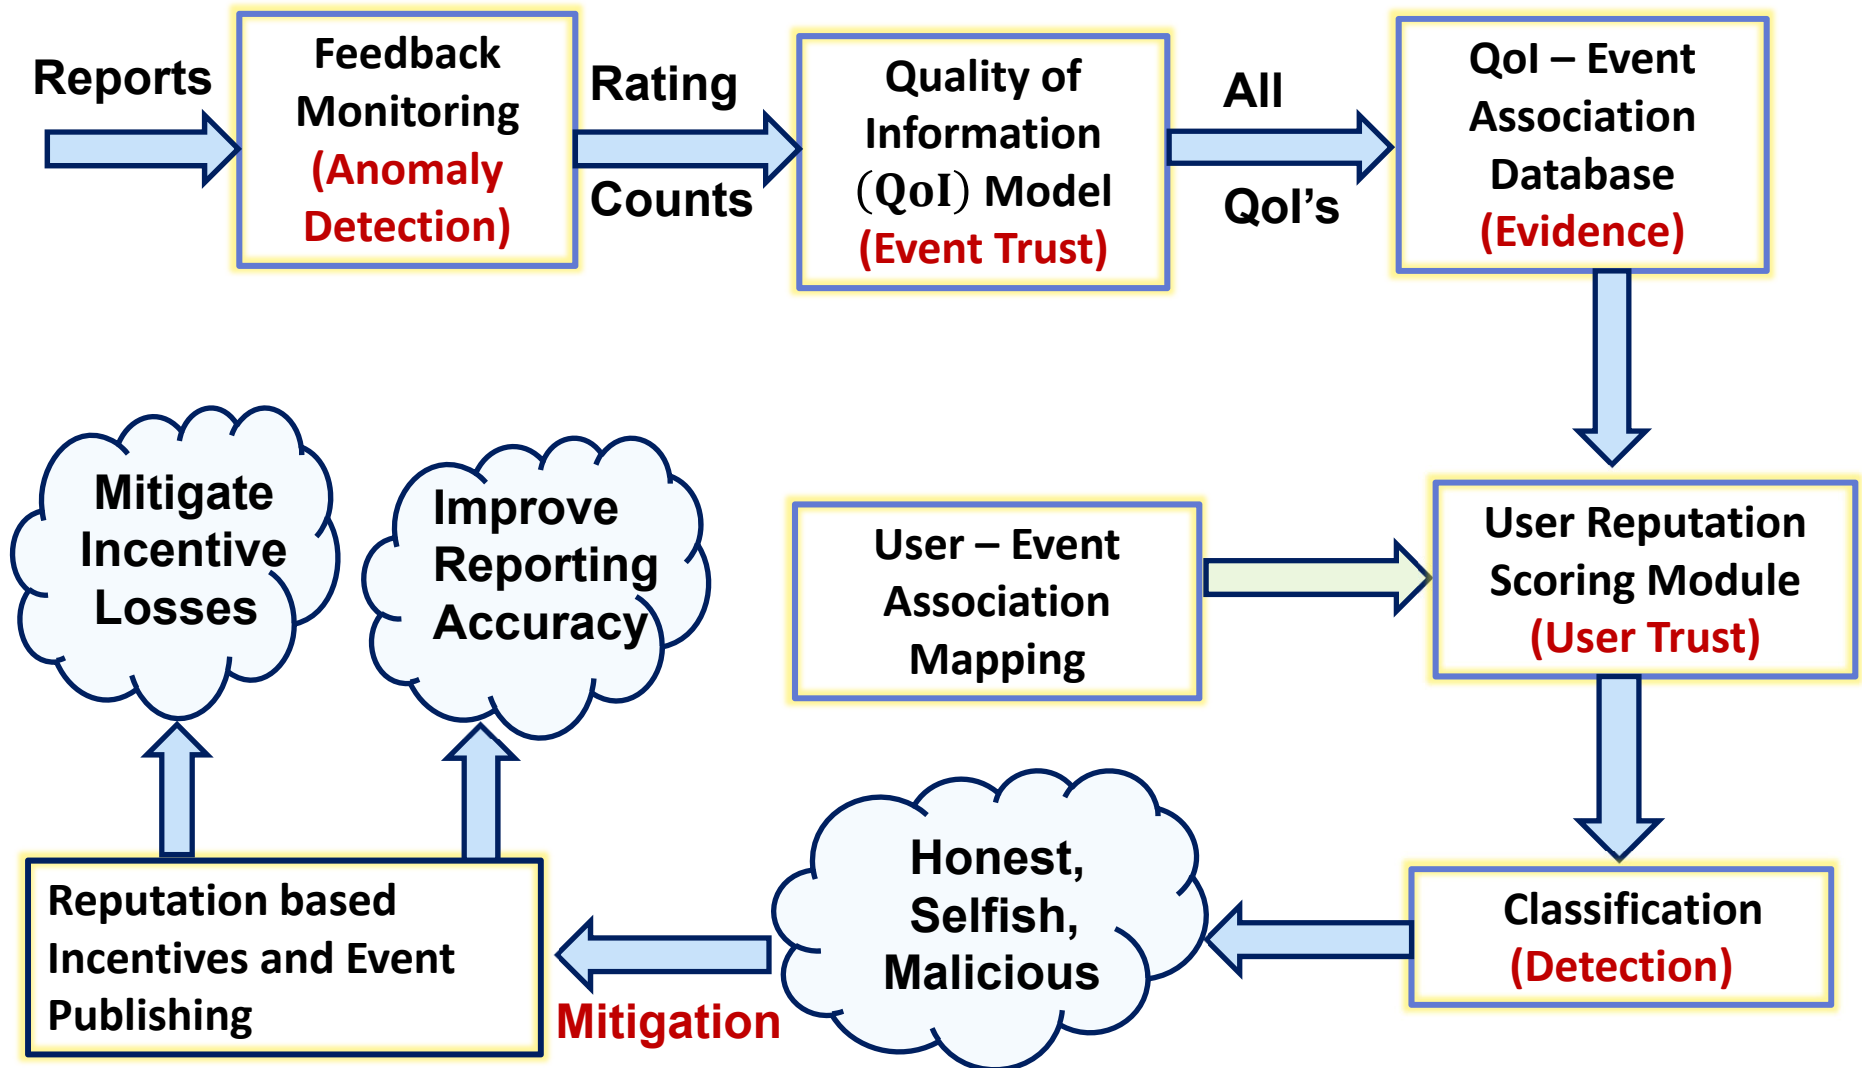 Reports
Feedback
Monitoring
(Anomaly
Detection)
Rating
Counts
Quality of
Information
(QoI) Model
(Event Trust)
All
QoI's
QoI – Event
Association
Database
(Evidence)
User – Event
Association
Mapping
User Reputation
Scoring Module
(User Trust)
Classification
(Detection)
Honest,
Selfish,
Malicious
Mitigation
Reputation based
Incentives and Event
Publishing
Mitigate
Incentive
Losses
Improve
Reporting
Accuracy